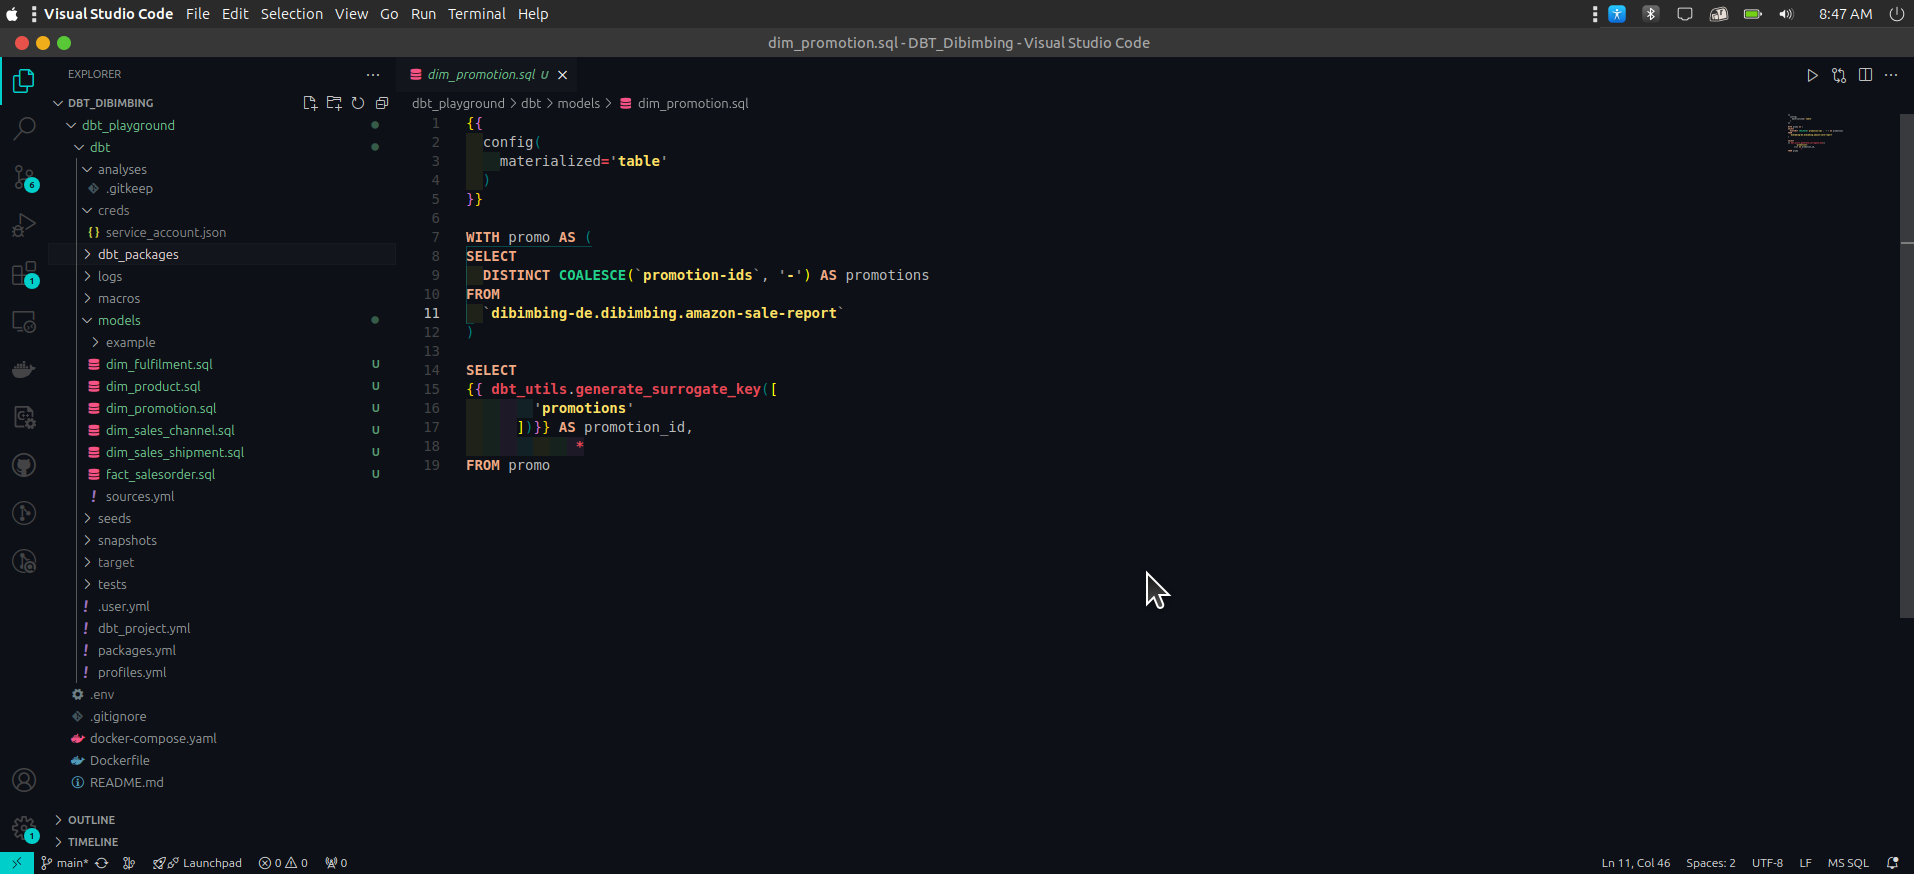 Visual Studio Code File Edit Selection View Go Run Terminal Help 8:47 AM
dim_promotion.sql - DBT_Dibimbing - Visual Studio Code
EXPLORER
DBT_DIBIMBING
dbt_playground
dbt
analyses
.gitkeep
creds
{} service_account.json
dbt_packages
logs
macros
models
example
dim_fulfilment.sql U
dim_product.sql U
dim_promotion.sql U
dim_sales_channel.sql U
dim_sales_shipment.sql U
fact_salesorder.sql U
! sources.yml
seeds
snapshots
target
tests
! .user.yml
! dbt_project.yml
! packages.yml
! profiles.yml
.env
.gitignore
docker-compose.yaml
Dockerfile
README.md
OUTLINE
TIMELINE
6
1
1
dim_promotion.sql U
dbt_playground > dbt > models > dim_promotion.sql
1 {{
2 config(
3 materialized='table'
4 )
5 }}
6
7 WITH promo AS (
8 SELECT
9 DISTINCT COALESCE(`promotion-ids`, '-') AS promotions
10 FROM
11 `dibimbing-de.dibimbing.amazon-sale-report`
12 )
13
14 SELECT
15 {{ dbt_utils.generate_surrogate_key([
16 'promotions'
17 ])}} AS promotion_id,
18 *
19 FROM promo
main* Launchpad 0 0 0 Ln 11, Col 46 Spaces: 2 UTF-8 LF MS SQL